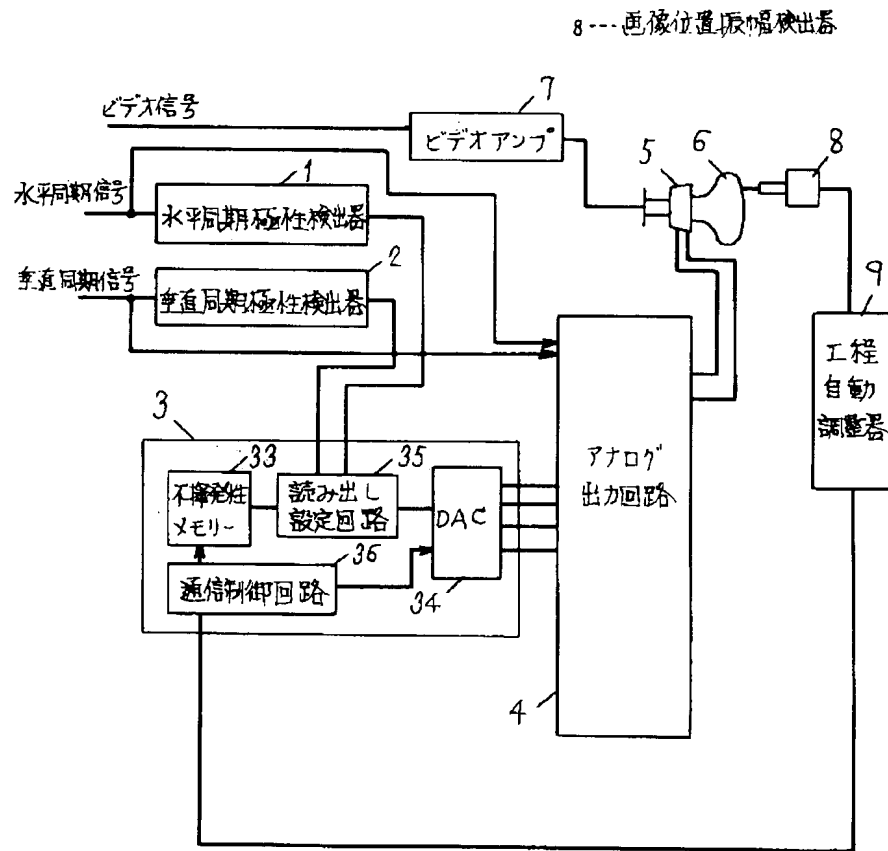 8---画像位置振幅検出器
7
ビデオ信号
ビデオアンプ
5
6
8
水平同期信号
1
水平同期極性検出器
2
垂直同期信号
垂直同期極性検出器
9
工程
自動
調整器
3
33
35
不揮発性
メモリー
読み出し
設定回路
DAC
アナログ
出力回路
36
通信制御回路
34
4